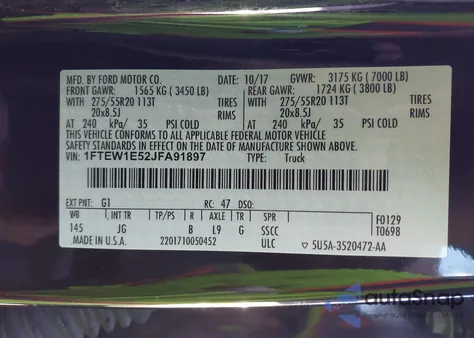 MFD. BY FORD MOTOR CO. DATE: 10/17 GVWR: 3175 KG ( 7000 LB)
FRONT GAWR: 1565 KG ( 3450 LB) REAR GAWR: 1724 KG ( 3800 LB)
WITH 275/55R20 113T TIRES WITH 275/55R20 113T TIRES
20x8.5J RIMS 20x8.5J RIMS
AT 240 kPa/ 35 PSI COLD AT 240 kPa/ 35 PSI COLD
THIS VEHICLE CONFORMS TO ALL APPLICABLE FEDERAL MOTOR VEHICLE
SAFETY STANDARDS IN EFFECT ON THE DATE OF MANUFACTURE SHOWN ABOVE.
VIN: 1FTEW1E52JFA91897 TYPE: Truck
EXT PNT: G1 RC: 47 DSO:
WB INT TR TP/PS R AXLE TR SPR F0129
145 JG B L9 G SSCC T0698
MADE IN U.S.A. 2201710050452 ULC ▽ 5U5A-3520472-AA
autoSnap